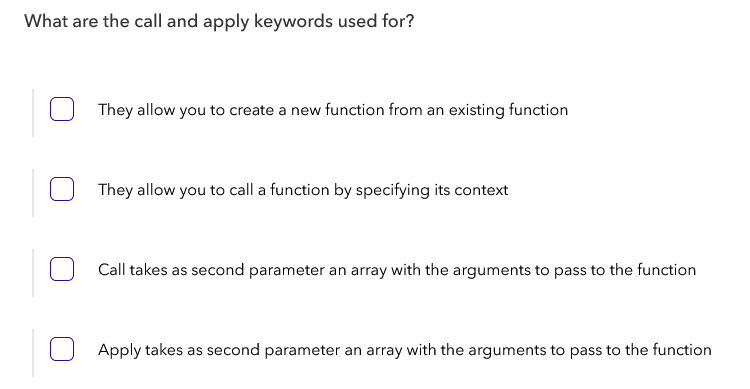 What are the call and apply keywords used for?
They allow you to create a new function from an existing function
They allow you to call a function by specifying its context
Call takes as second parameter an array with the arguments to pass to the function
Apply takes as second parameter an array with the arguments to pass to the function